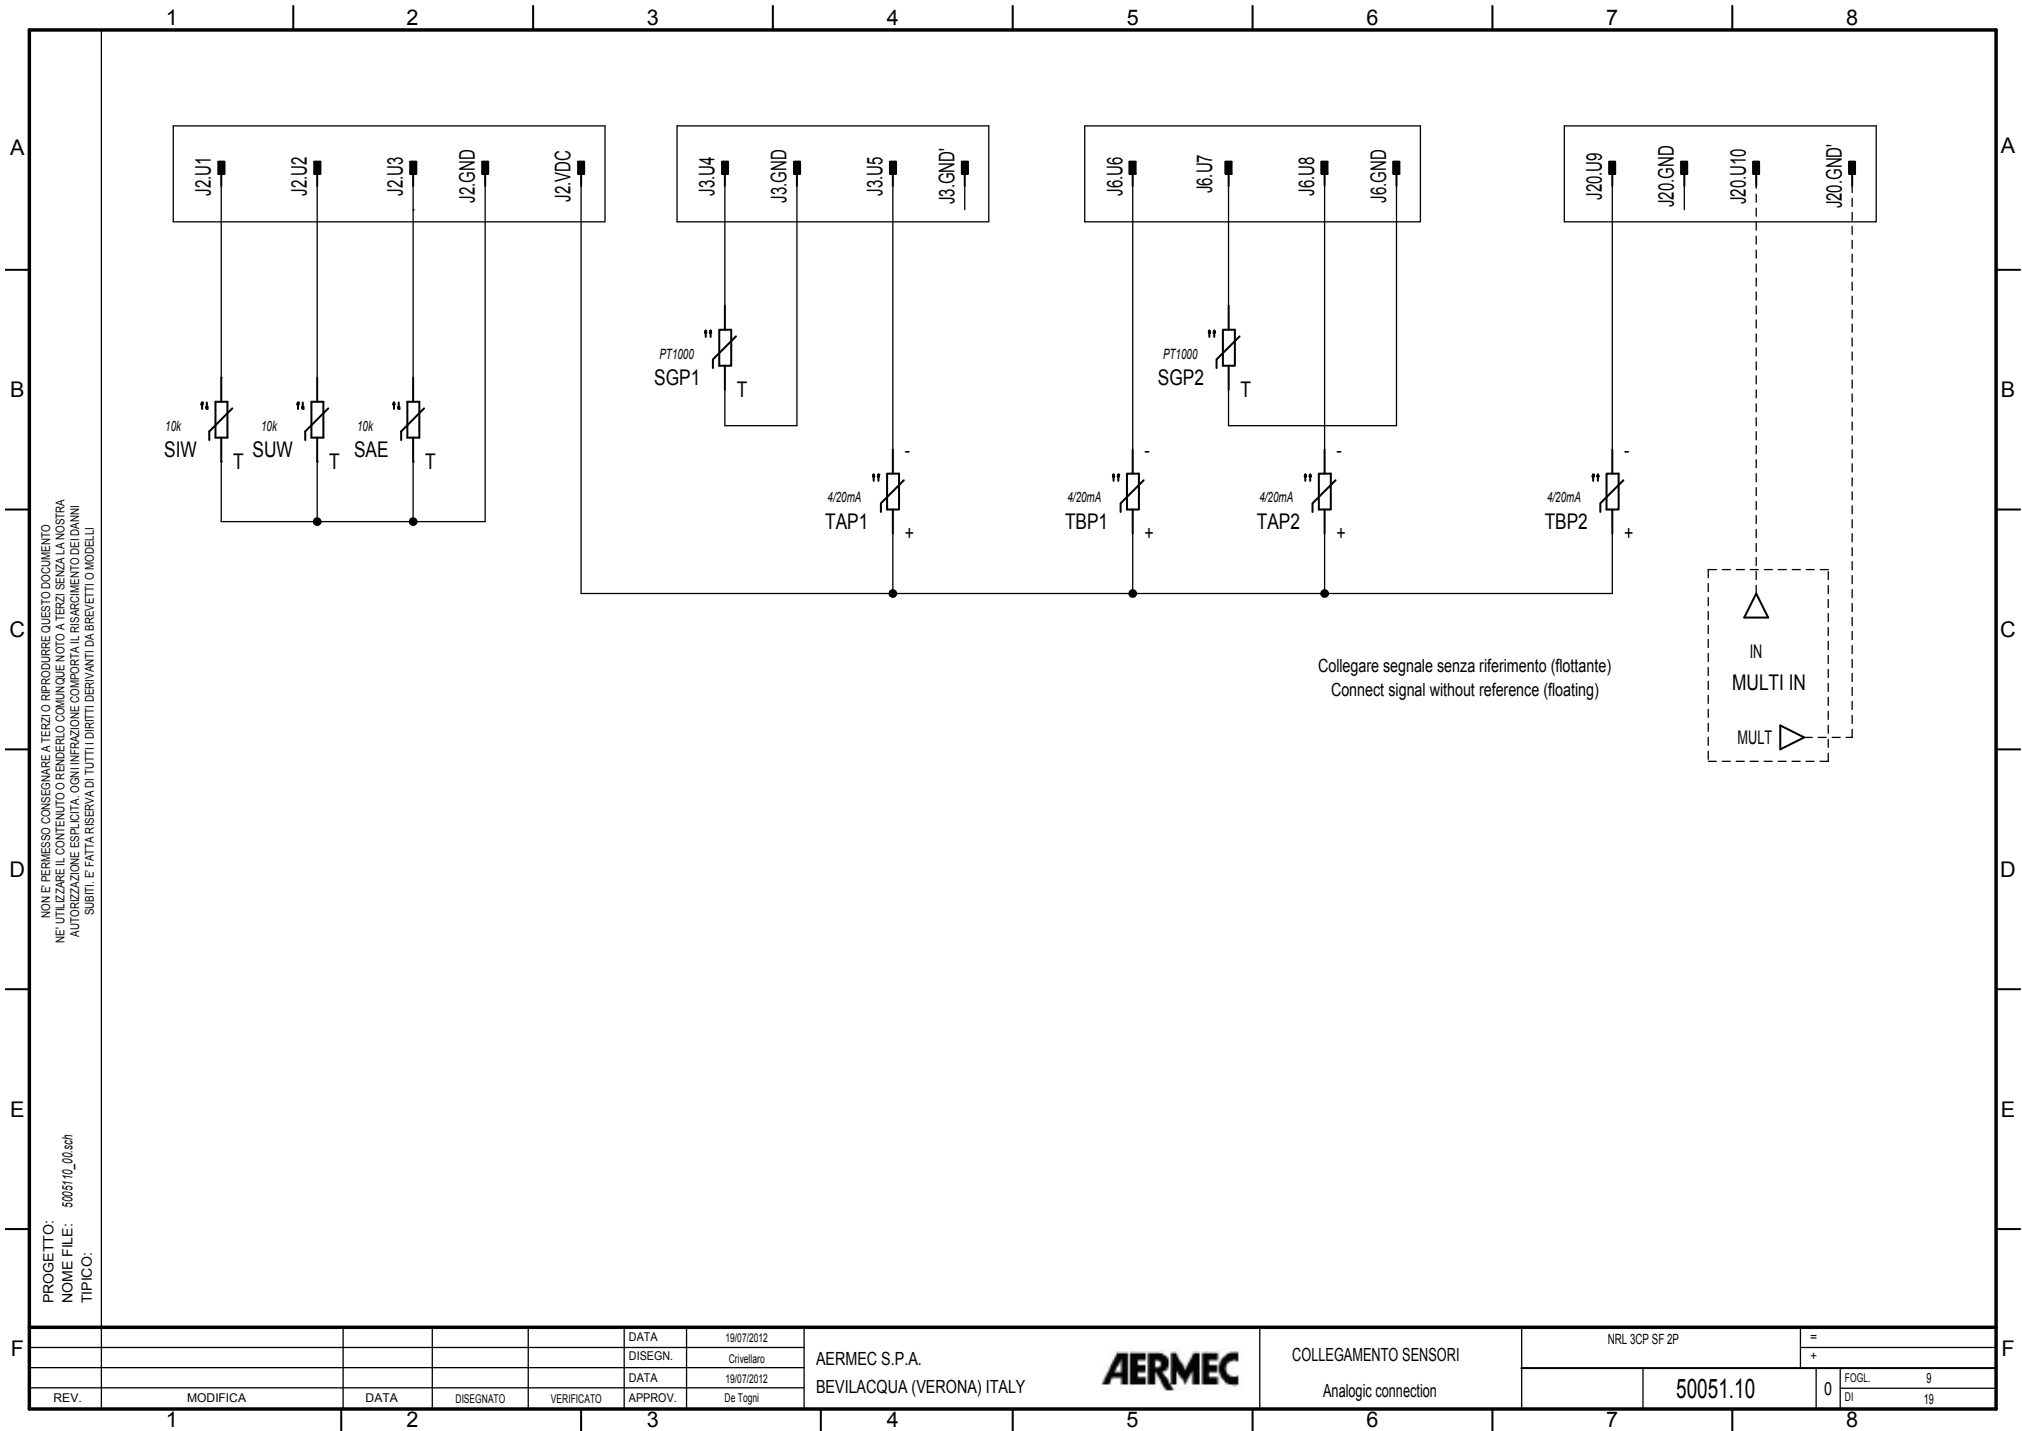 1 2 3 4 5 6 7 8
A A
B B
C C
D D
E E
F F
J2.U1
J2.U2
J2.U3
J2.GND
J2.VDC
J3.U4
J3.GND
J3.U5
J3.GND'
J6.U6
J6.U7
J6.U8
J6.GND
J20.U9
J20.GND
J20.U10
J20.GND'
PT1000
SGP1
T
PT1000
SGP2
T
10k
SIW
T
10k
SUW
T
10k
SAE
T
-
4/20mA
TAP1
+
-
4/20mA
TBP1
+
-
4/20mA
TAP2
+
-
4/20mA
TBP2
+
IN
MULTI IN
MULT
Collegare segnale senza riferimento (flottante)
Connect signal without reference (floating)
NON E' PERMESSO CONSEGNARE A TERZI O RIPRODURRE QUESTO DOCUMENTO
NE' UTILIZZARE IL CONTENUTO O RENDERLO COMUNQUE NOTO A TERZI SENZA LA NOSTRA
AUTORIZZAZIONE ESPLICITA. OGNI INFRAZIONE COMPORTA IL RISARCIMENTO DEI DANNI
SUBITI. E' FATTA RISERVA DI TUTTI I DIRITTI DERIVANTI DA BREVETTI O MODELLI
PROGETTO:
NOME FILE: 5005110_00.sch
TIPICO:
DATA 19/07/2012
DISEGN. Crivellaro
DATA 19/07/2012
REV. MODIFICA DATA DISEGNATO VERIFICATO APPROV. De Togni
AERMEC S.P.A.
BEVILACQUA (VERONA) ITALY
AERMEC
COLLEGAMENTO SENSORI
Analogic connection
NRL 3CP SF 2P
=
+
50051.10
0
FOGL. 9
DI 19
1 2 3 4 5 6 7 8